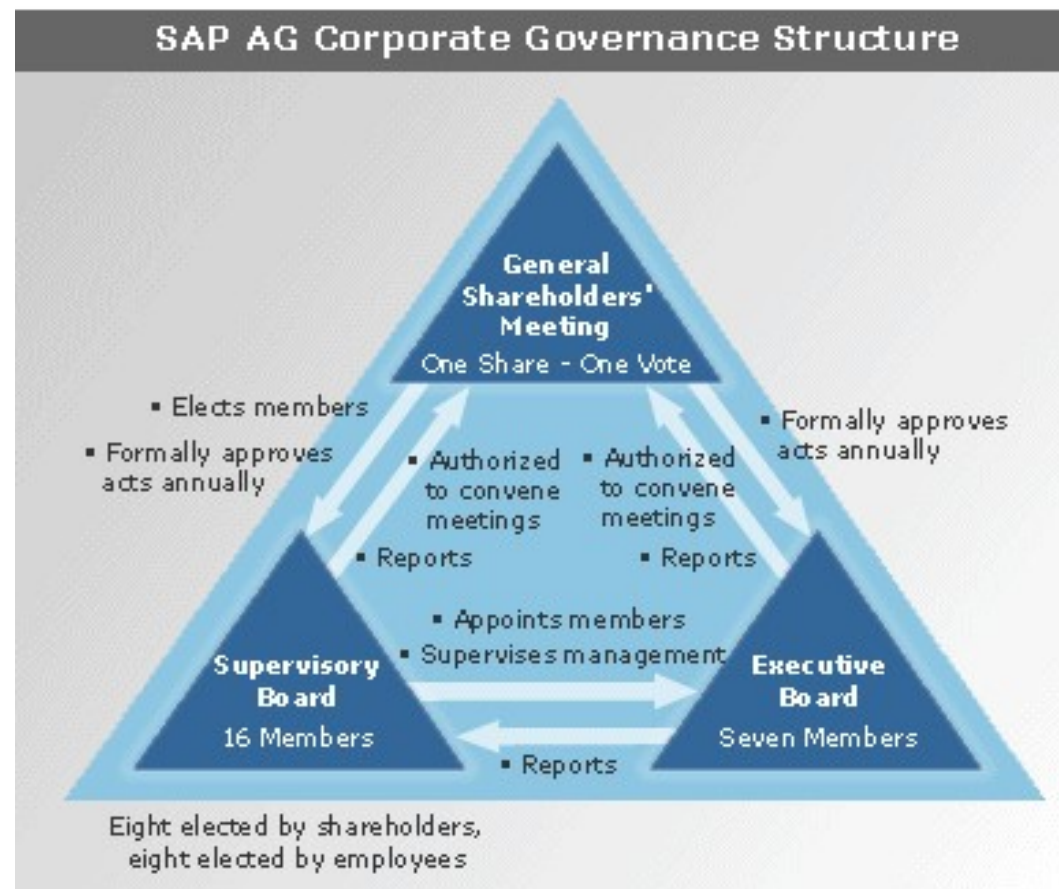 SAP AG Corporate Governance Structure
General
Shareholders'
Meeting
One Share - One Vote
▪ Elects members
▪ Formally approves
acts annually
▪ Authorized
to convene
meetings
▪ Reports
▪ Authorized
to convene
meetings
▪ Reports
▪ Formally approves
acts annually
▪ Appoints members
▪ Supervises management
Supervisory
Board
16 Members
Executive
Board
Seven Members
▪ Reports
Eight elected by shareholders,
eight elected by employees